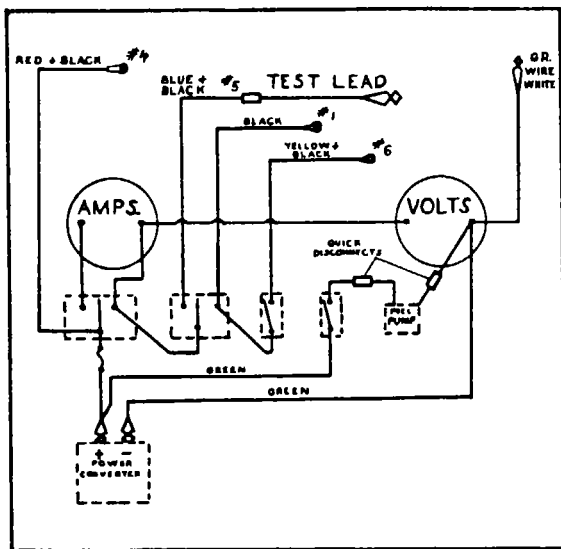 RED + BLACK #4
BLUE + BLACK #5
TEST LEAD
BLACK #1
YELLOW + BLACK #6
GR. WIRE WHITE
AMPS.
VOLTS
QUICK DISCONNECTS
FUEL PUMP
GREEN
GREEN
+ −
POWER CONVERTER